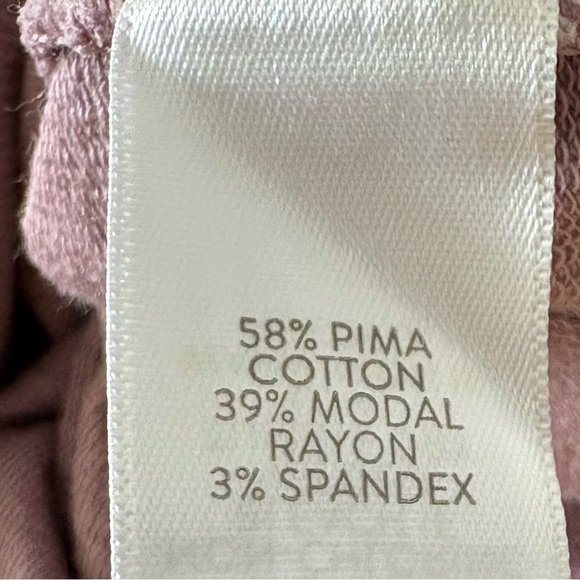 58% PIMA
COTTON
39% MODAL
RAYON
3% SPANDEX